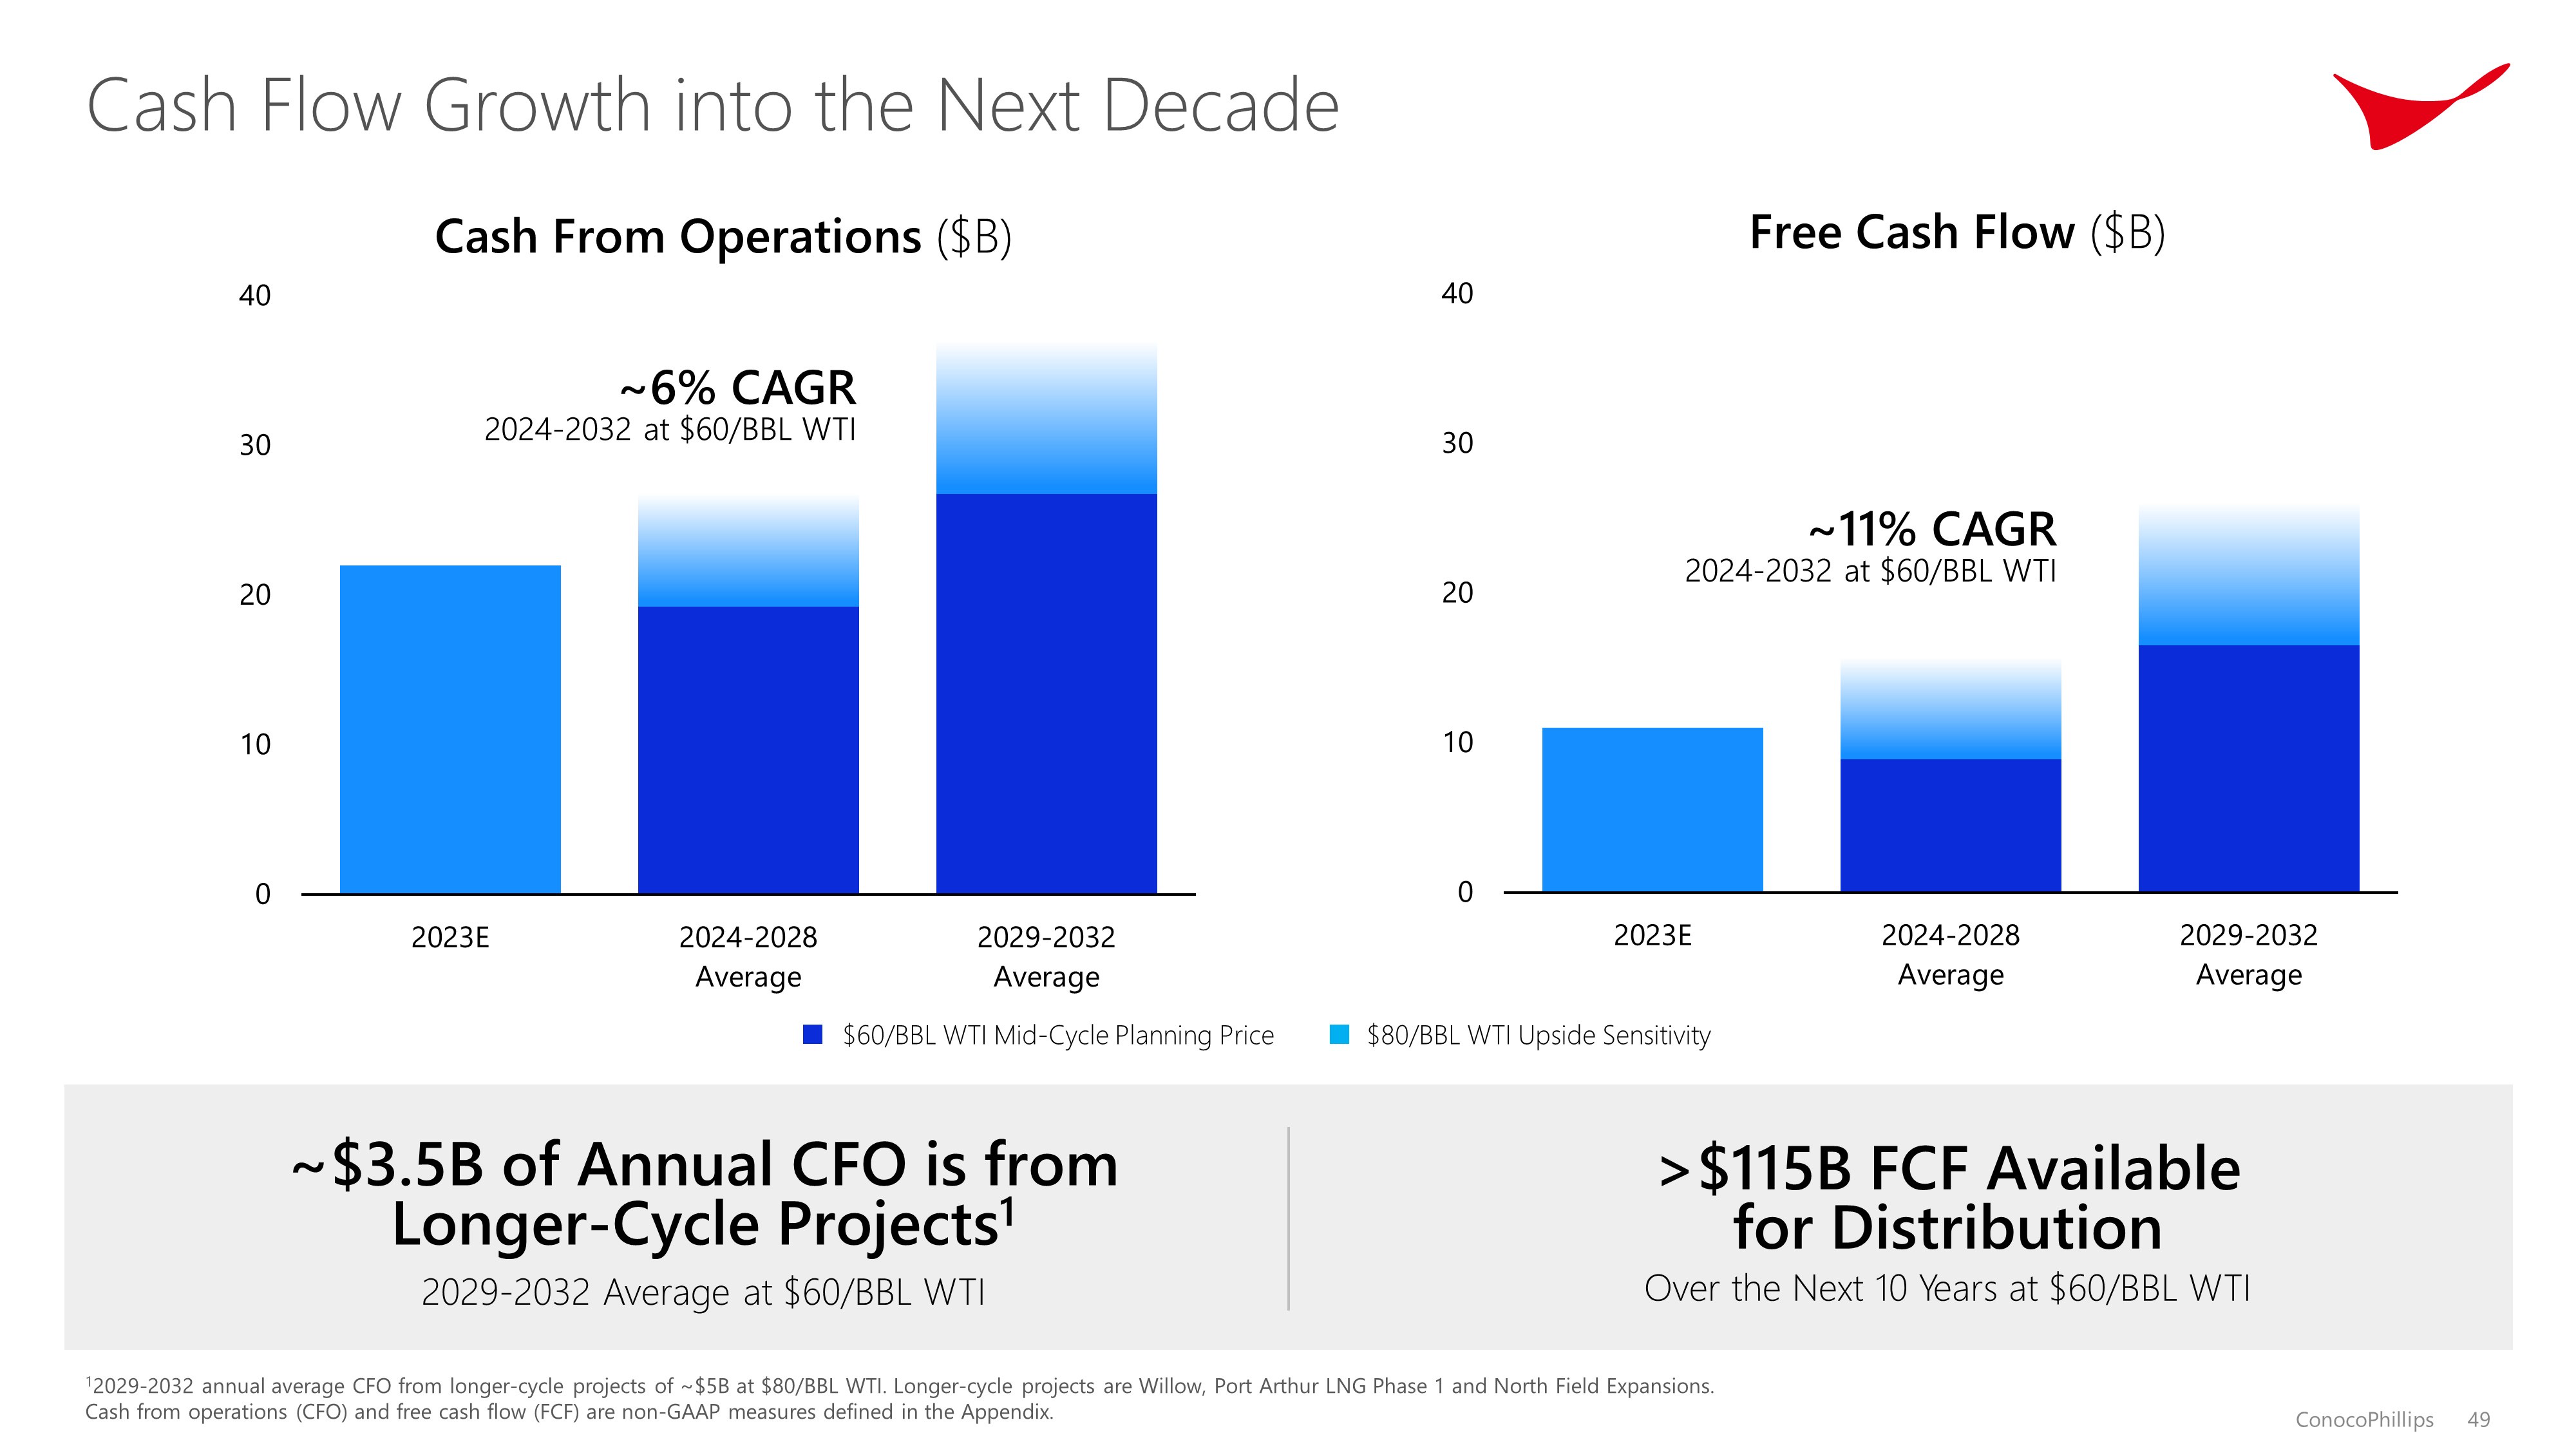 Cash Flow Growth into the Next Decade
Cash From Operations ($B)
40
30
20
10
0
~6% CAGR
2024-2032 at $60/BBL WTI
2023E
2024-2028
Average
2029-2032
Average
Free Cash Flow ($B)
40
30
20
10
0
~11% CAGR
2024-2032 at $60/BBL WTI
2023E
2024-2028
Average
2029-2032
Average
$60/BBL WTI Mid-Cycle Planning Price
$80/BBL WTI Upside Sensitivity
~$3.5B of Annual CFO is from
Longer-Cycle Projects¹
2029-2032 Average at $60/BBL WTI
>$115B FCF Available
for Distribution
Over the Next 10 Years at $60/BBL WTI
¹2029-2032 annual average CFO from longer-cycle projects of ~$5B at $80/BBL WTI. Longer-cycle projects are Willow, Port Arthur LNG Phase 1 and North Field Expansions.
Cash from operations (CFO) and free cash flow (FCF) are non-GAAP measures defined in the Appendix.
ConocoPhillips 49